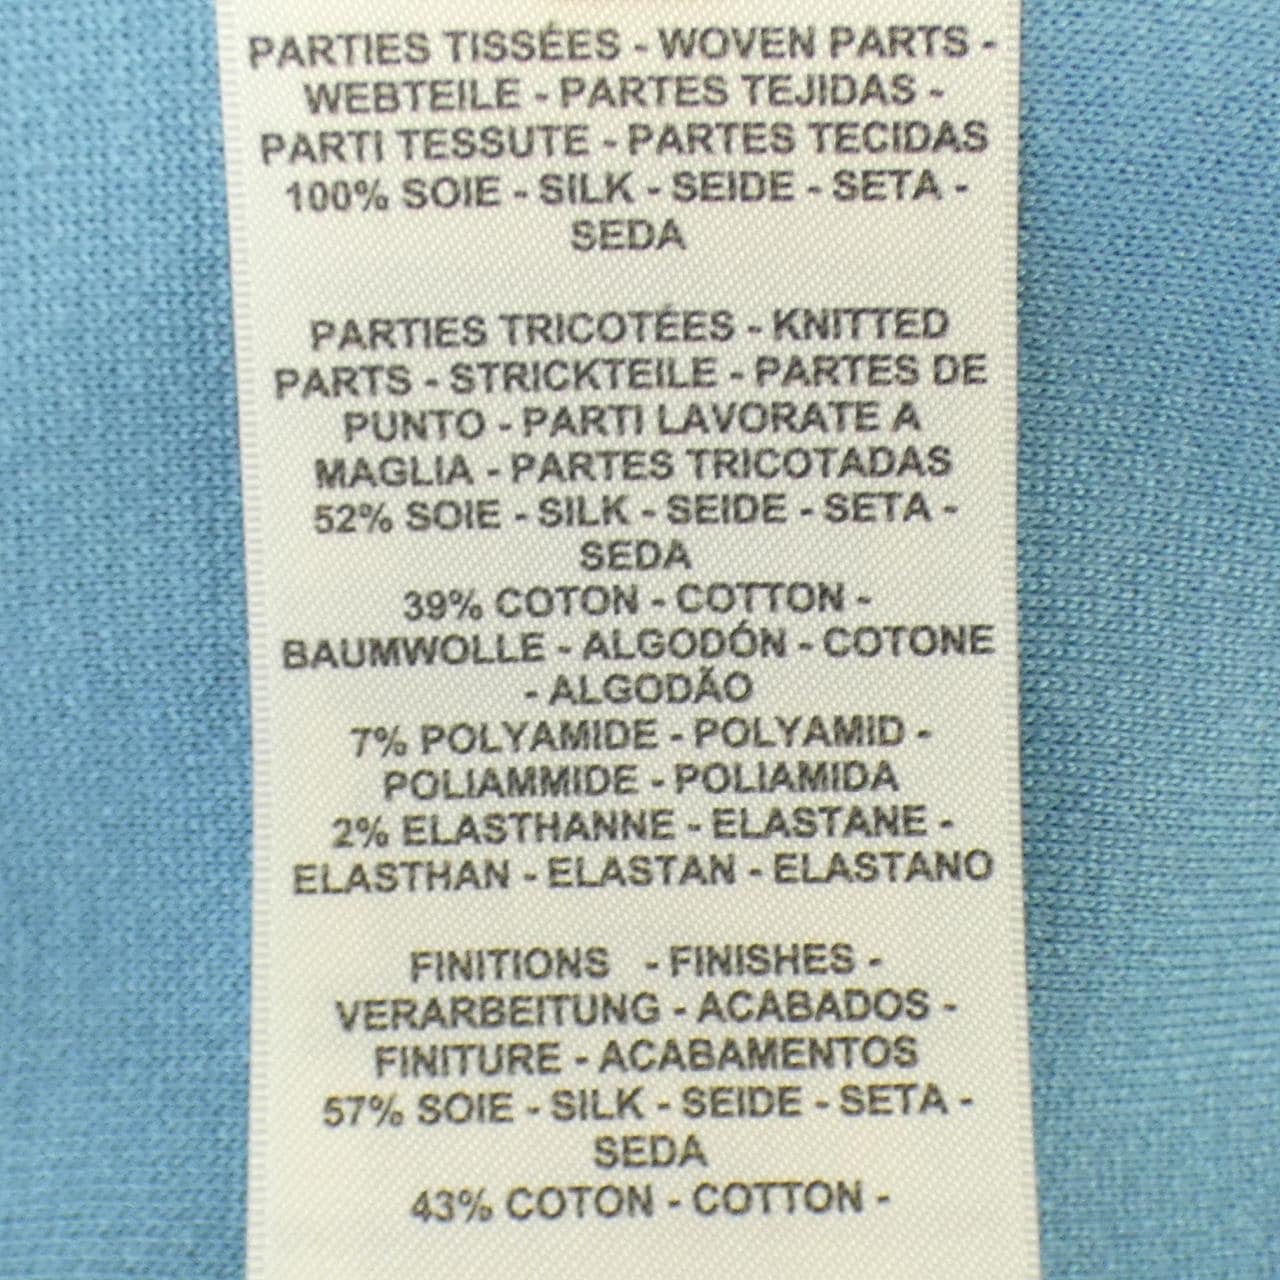 PARTIES TISSÉES - WOVEN PARTS -
WEBTEILE - PARTES TEJIDAS -
PARTI TESSUTE - PARTES TECIDAS
100% SOIE - SILK - SEIDE - SETA -
SEDA
PARTIES TRICOTÉES - KNITTED
PARTS - STRICKTEILE - PARTES DE
PUNTO - PARTI LAVORATE A
MAGLIA - PARTES TRICOTADAS
52% SOIE - SILK - SEIDE - SETA -
SEDA
39% COTON - COTTON -
BAUMWOLLE - ALGODÓN - COTONE
- ALGODÃO
7% POLYAMIDE - POLYAMID -
POLIAMMIDE - POLIAMIDA
2% ELASTHANNE - ELASTANE -
ELASTHAN - ELASTAN - ELASTANO
FINITIONS - FINISHES -
VERARBEITUNG - ACABADOS -
FINITURE - ACABAMENTOS
57% SOIE - SILK - SEIDE - SETA -
SEDA
43% COTON - COTTON -